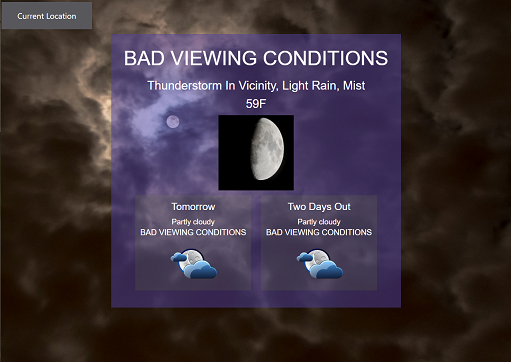 Current Location
BAD VIEWING CONDITIONS
Thunderstorm In Vicinity, Light Rain, Mist
59F
Tomorrow
Partly cloudy
BAD VIEWING CONDITIONS
Two Days Out
Partly cloudy
BAD VIEWING CONDITIONS